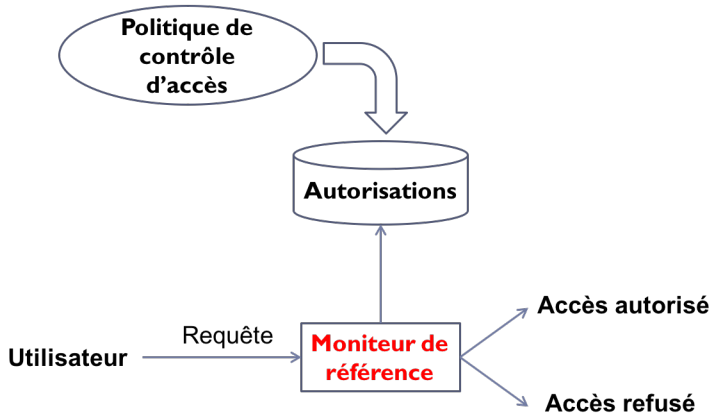 Politique de
contrôle
d’accès
Autorisations
Accès autorisé
Requête
Utilisateur
Moniteur de
référence
Accès refusé